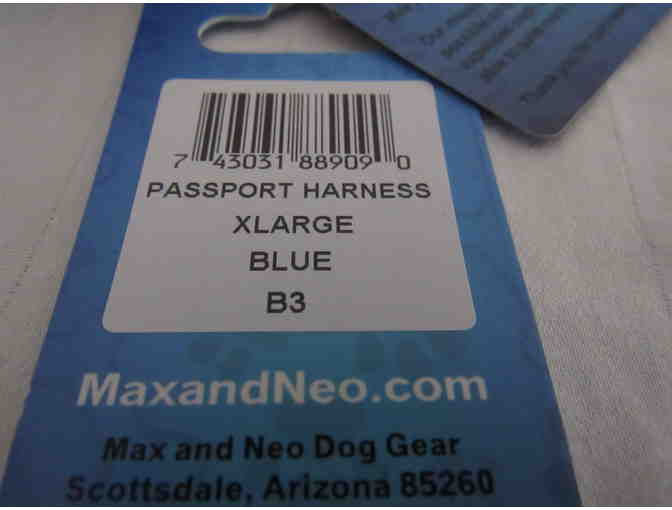 7 43031 88909 0
PASSPORT HARNESS
XLARGE
BLUE
B3
MaxandNeo.com
Max and Neo Dog Gear
Scottsdale, Arizona 85260